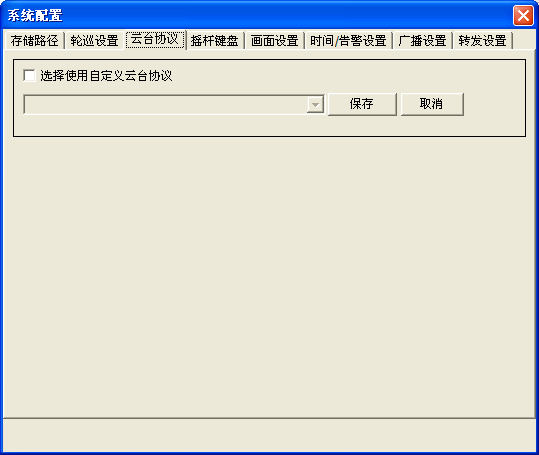 系统配置
存储路径 轮巡设置 云台协议 摇杆键盘 画面设置 时间/告警设置 广播设置 转发设置
选择使用自定义云台协议
保存 取消